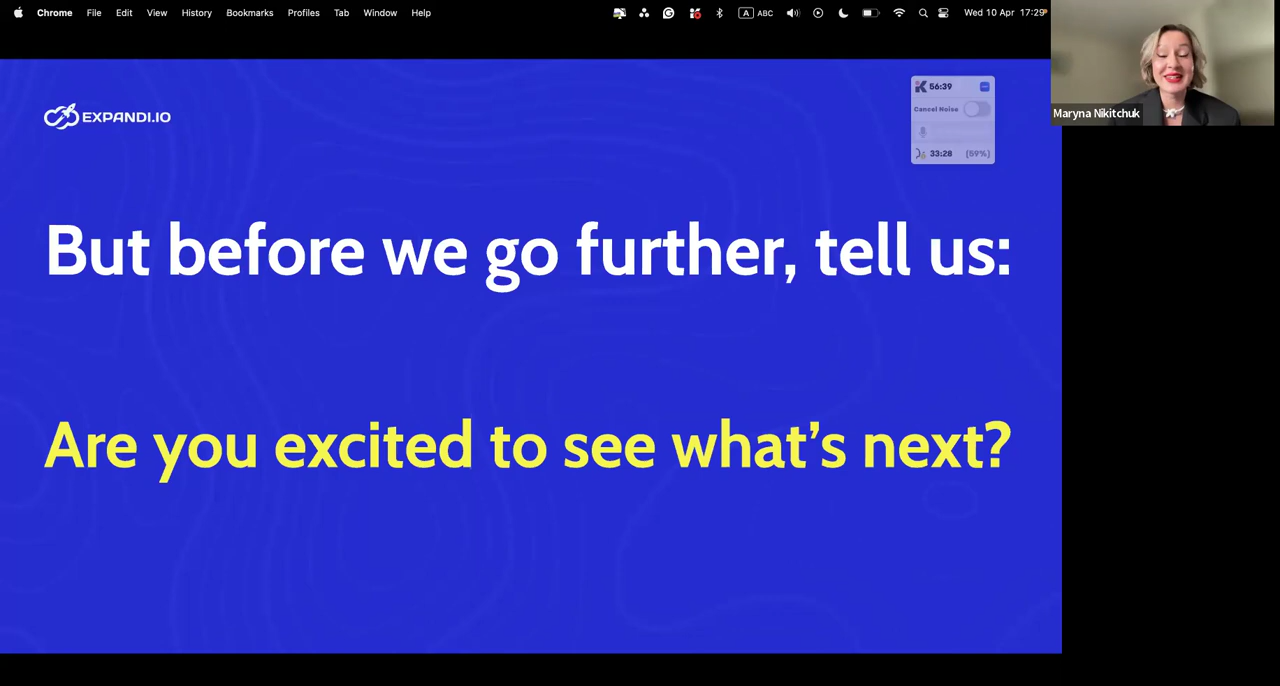 Chrome File Edit View History Bookmarks Profiles Tab Window Help A ABC Wed 10 Apr 17:29
EXPANDI.IO
56:39
Cancel Noise
33:28 (59%)
Maryna Nikitchuk
But before we go further, tell us:
Are you excited to see what's next?